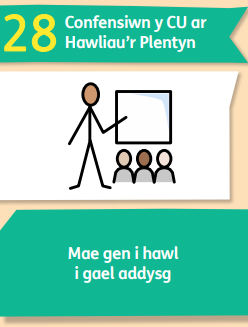 28
Confensiwn y CU ar
Hawliau'r Plentyn
Mae gen i hawl
i gael addysg